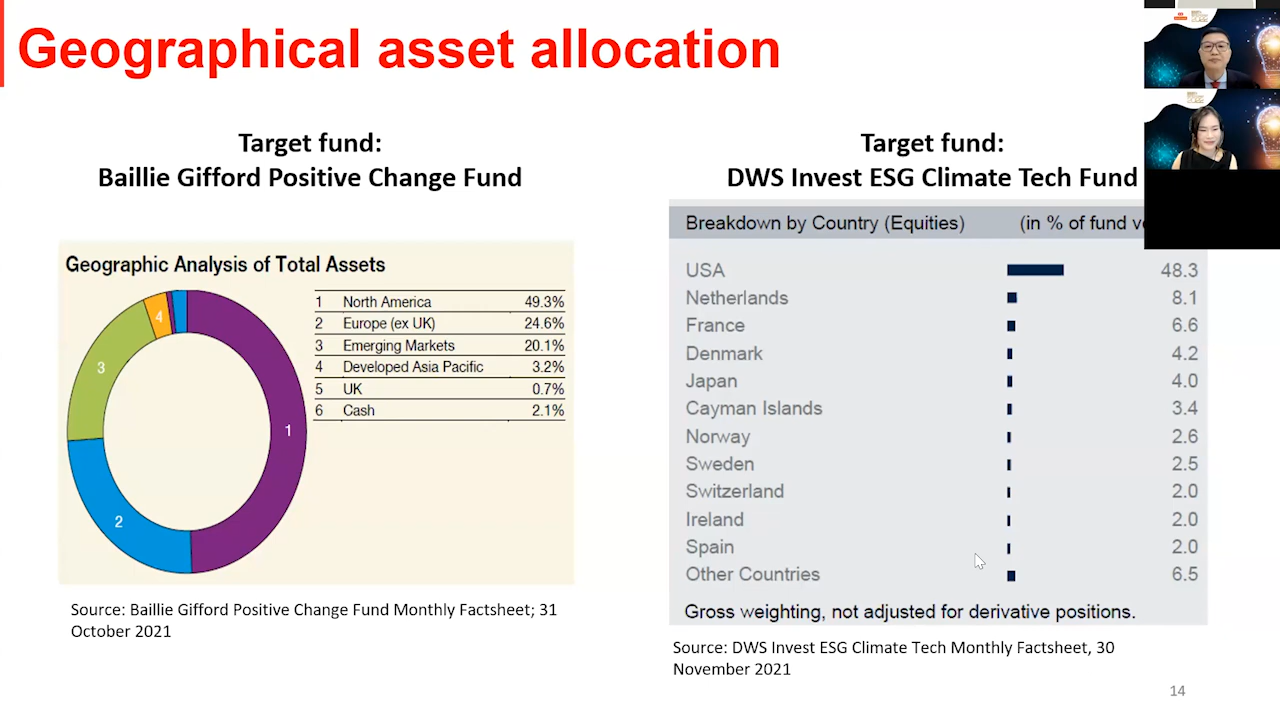 Geographical asset allocation
Target fund:
Baillie Gifford Positive Change Fund
Geographic Analysis of Total Assets
1 North America 49.3%
2 Europe (ex UK) 24.6%
3 Emerging Markets 20.1%
4 Developed Asia Pacific 3.2%
5 UK 0.7%
6 Cash 2.1%
4
3
1
2
Source: Baillie Gifford Positive Change Fund Monthly Factsheet; 31
October 2021
Target fund:
DWS Invest ESG Climate Tech Fund
Breakdown by Country (Equities) (in % of fund
USA 48.3
Netherlands 8.1
France 6.6
Denmark 4.2
Japan 4.0
Cayman Islands 3.4
Norway 2.6
Sweden 2.5
Switzerland 2.0
Ireland 2.0
Spain 2.0
Other Countries 6.5
Gross weighting, not adjusted for derivative positions.
Source: DWS Invest ESG Climate Tech Monthly Factsheet, 30
November 2021
14